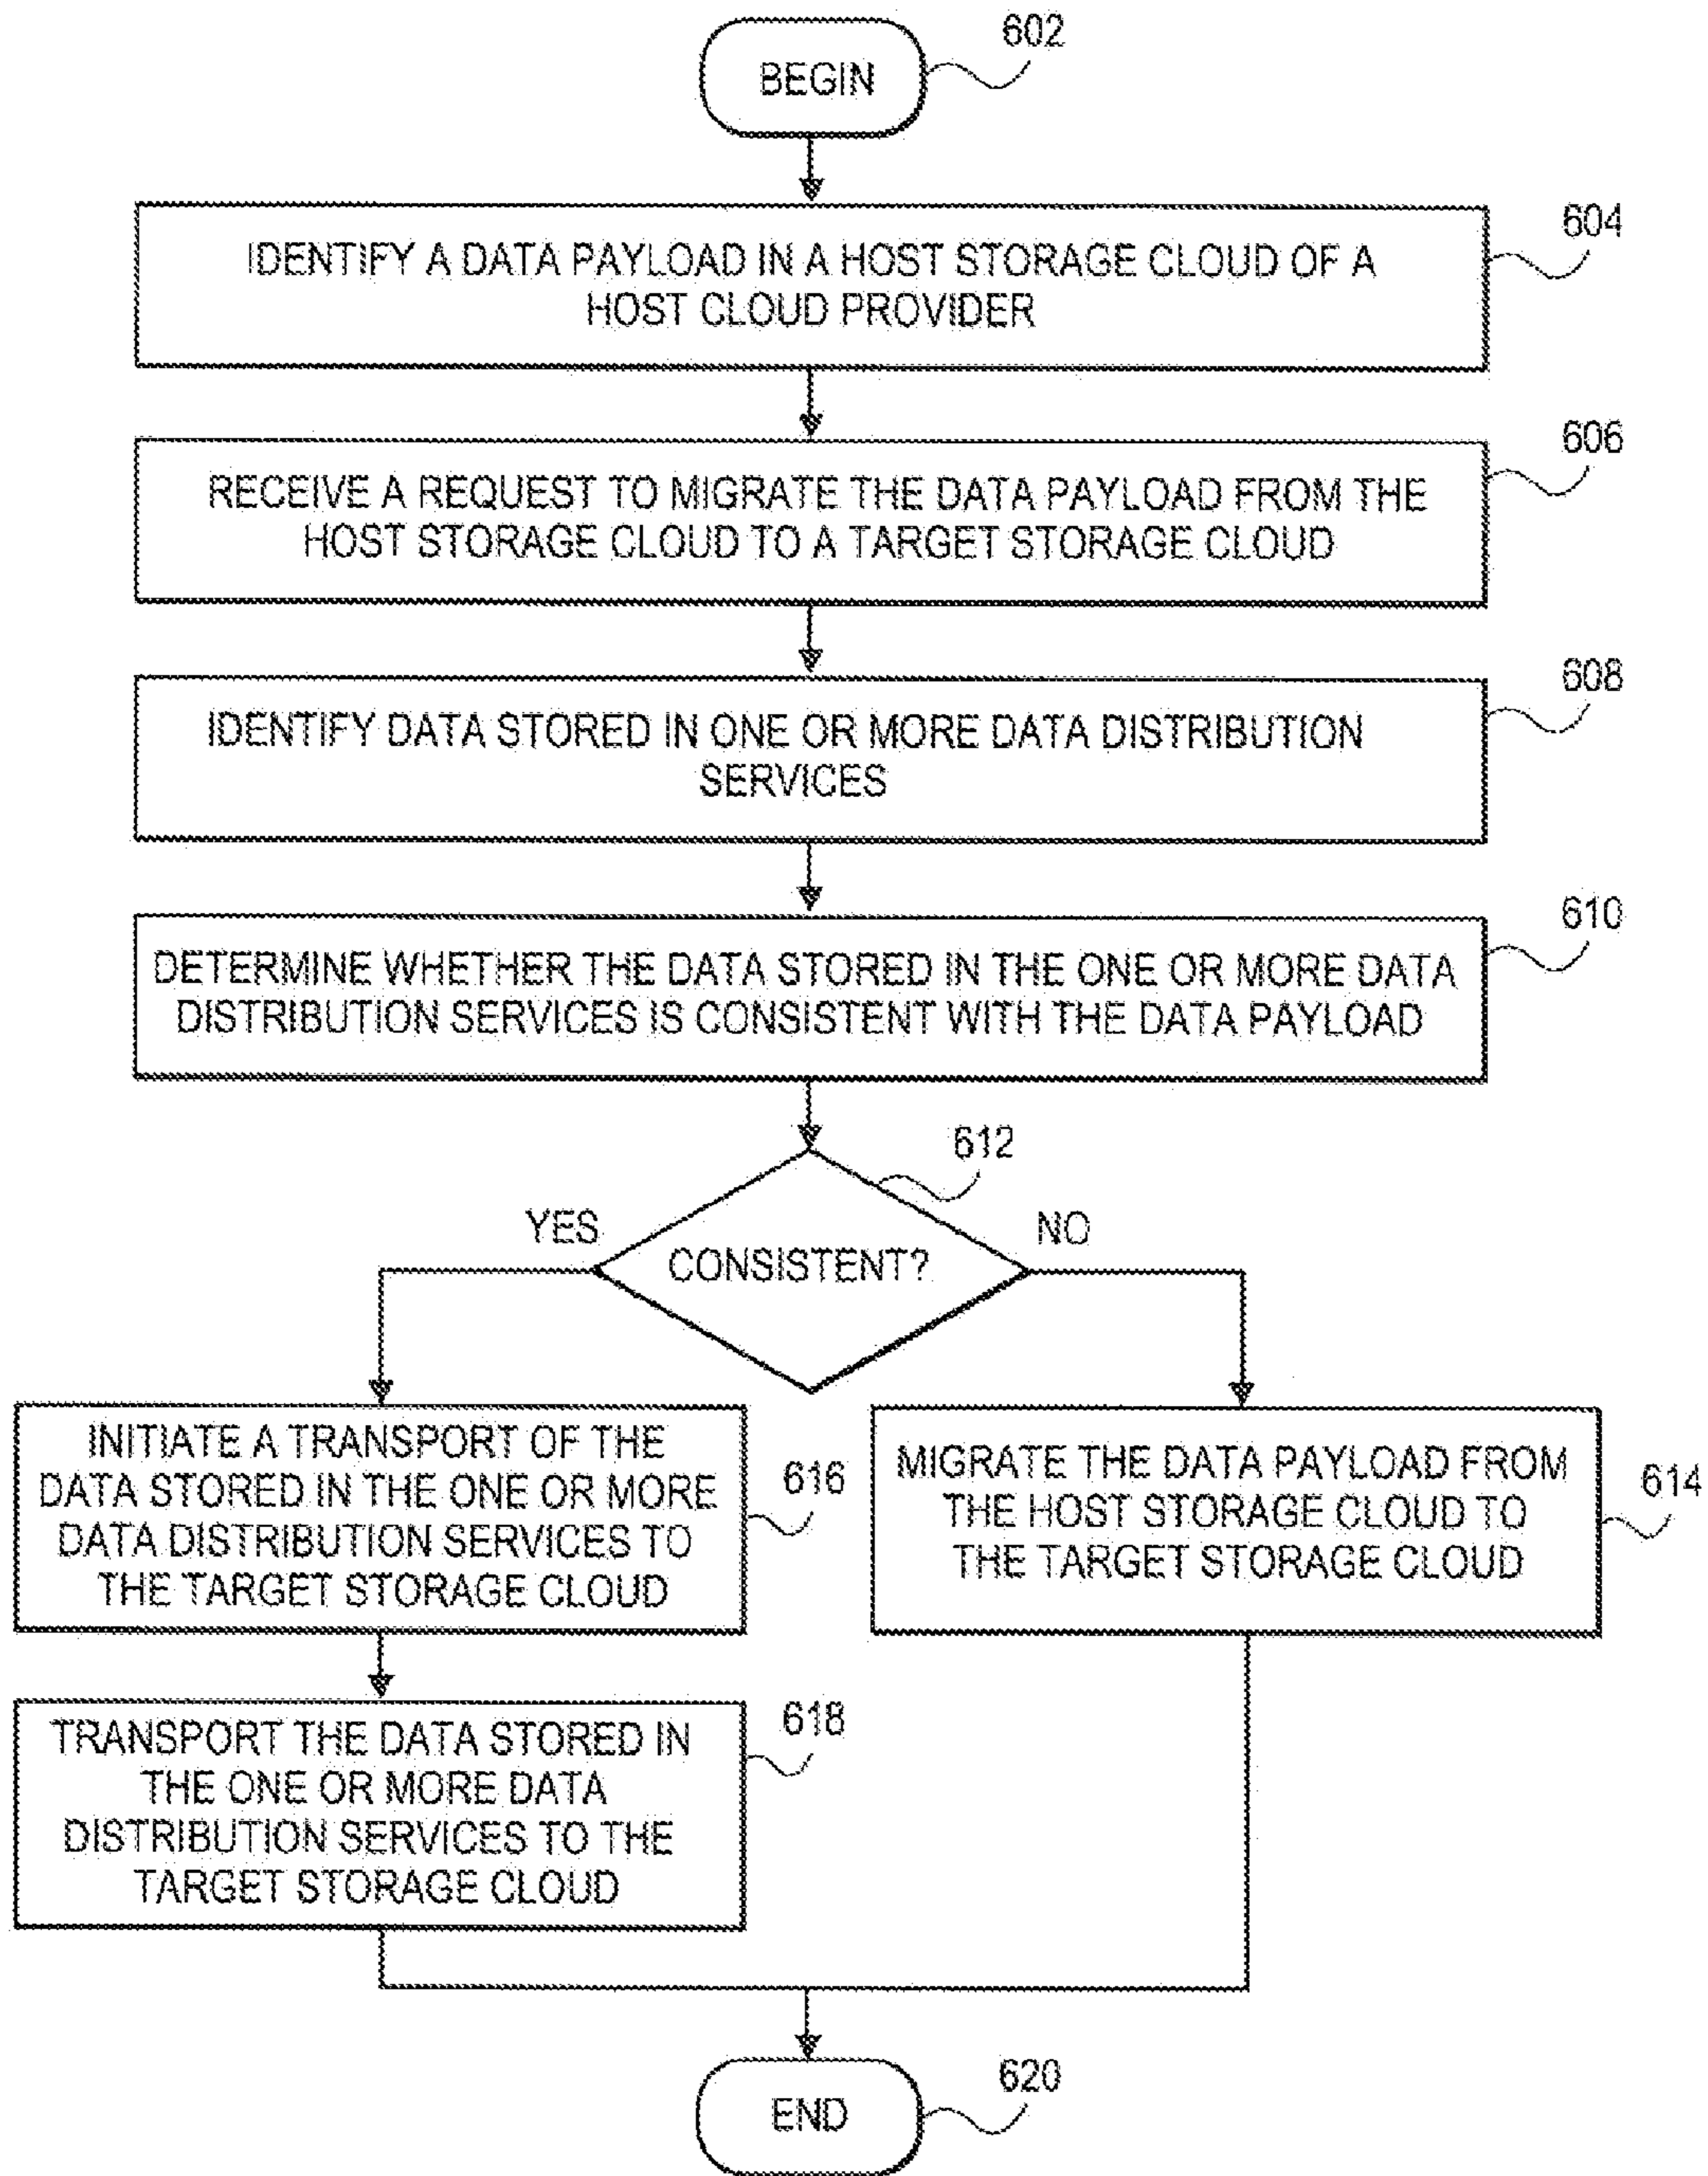 602
BEGIN
604
IDENTIFY A DATA PAYLOAD IN A HOST STORAGE CLOUD OF A
HOST CLOUD PROVIDER
606
RECEIVE A REQUEST TO MIGRATE THE DATA PAYLOAD FROM THE
HOST STORAGE CLOUD TO A TARGET STORAGE CLOUD
608
IDENTIFY DATA STORED IN ONE OR MORE DATA DISTRIBUTION
SERVICES
610
DETERMINE WHETHER THE DATA STORED IN THE ONE OR MORE DATA
DISTRIBUTION SERVICES IS CONSISTENT WITH THE DATA PAYLOAD
612
YES
NO
CONSISTENT?
INITIATE A TRANSPORT OF THE
DATA STORED IN THE ONE OR MORE
DATA DISTRIBUTION SERVICES TO
THE TARGET STORAGE CLOUD
616
MIGRATE THE DATA PAYLOAD FROM
THE HOST STORAGE CLOUD TO
THE TARGET STORAGE CLOUD
614
TRANSPORT THE DATA STORED IN
THE ONE OR MORE DATA
DISTRIBUTION SERVICES TO THE
TARGET STORAGE CLOUD
618
620
END